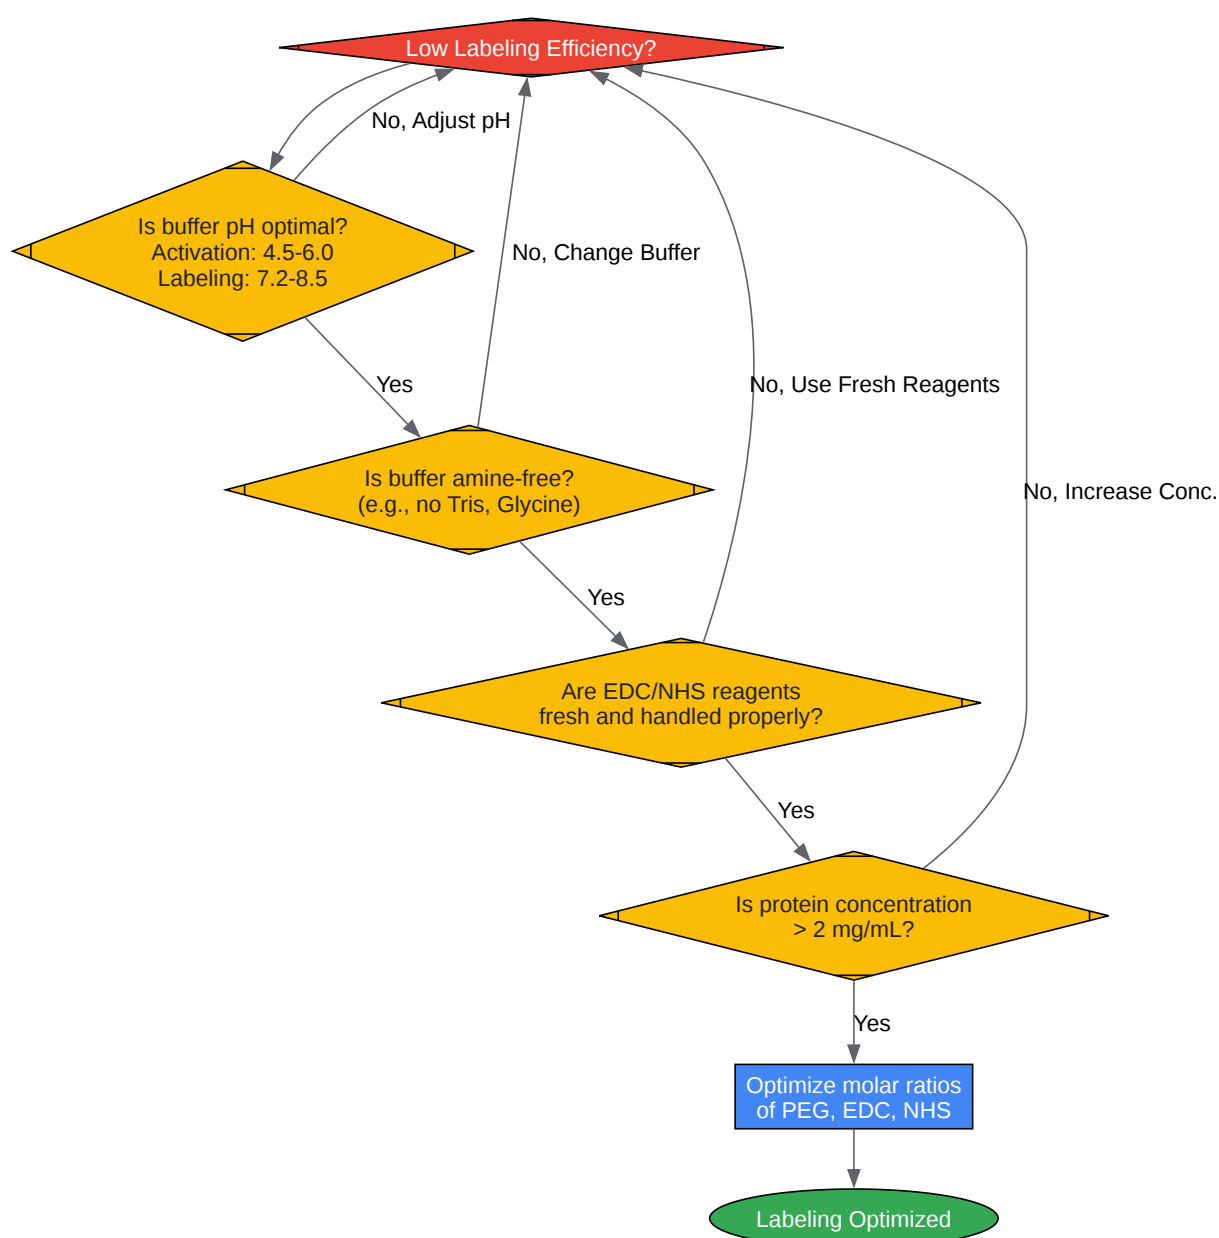 Low Labeling Efficiency?
No, Adjust pH
Is buffer pH optimal?
Activation: 4.5-6.0
Labeling: 7.2-8.5
No, Change Buffer
Yes
No, Use Fresh Reagents
Is buffer amine-free?
(e.g., no Tris, Glycine)
No, Increase Conc.
Yes
Are EDC/NHS reagents
fresh and handled properly?
Yes
Is protein concentration
> 2 mg/mL?
Yes
Optimize molar ratios
of PEG, EDC, NHS
Labeling Optimized